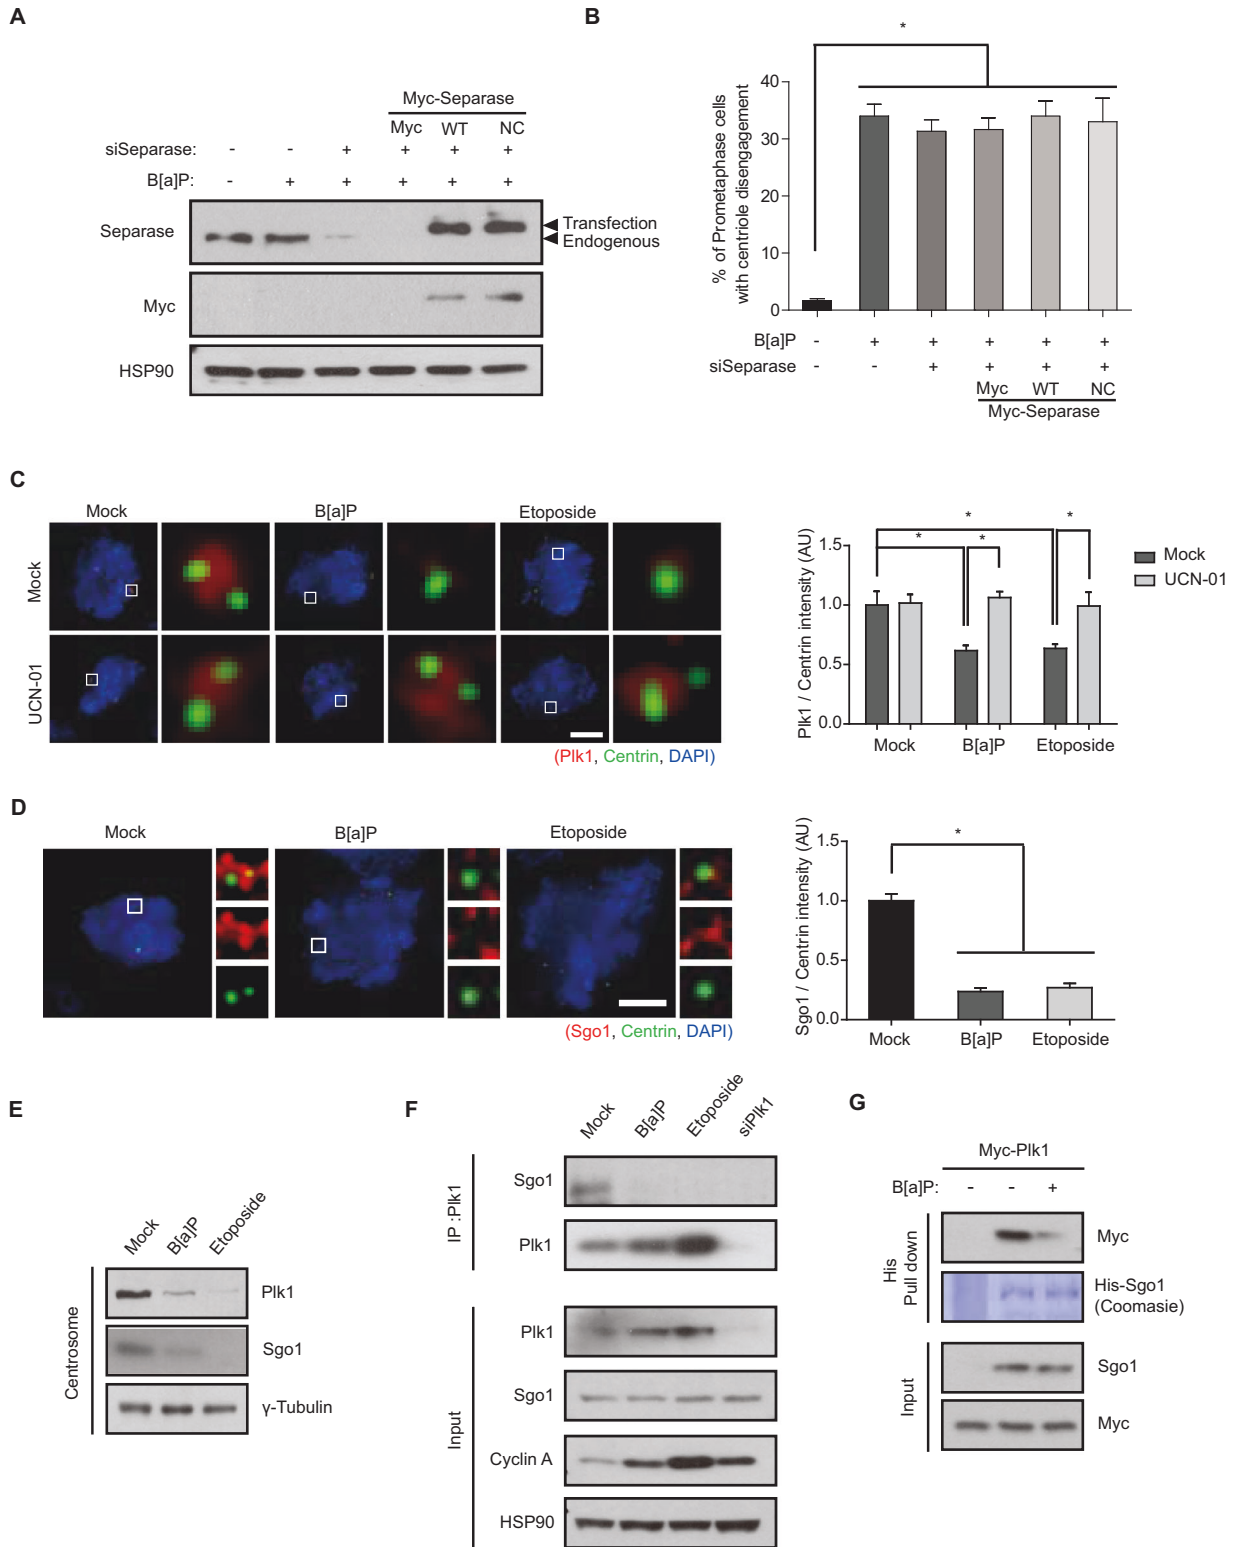 A
Myc-Separase
Myc WT NC
siSeparase: - - + + + +
B[a]P: - + + + + +
Separase
Transfection
Endogenous
Myc
HSP90
B
*
% of Prometaphase cells
with centriole disengagement
40
30
20
10
0
B[a]P - + + + + +
siSeparase - - + + + +
Myc WT NC
Myc-Separase
C
Mock B[a]P Etoposide
Mock
UCN-01
(Plk1, Centrin, DAPI)
Plk1 / Centrin intensity (AU)
1.5
1.0
0.5
0.0
* * * *
Mock B[a]P Etoposide
Mock
UCN-01
D
Mock B[a]P Etoposide
(Sgo1, Centrin, DAPI)
Sgo1 / Centrin intensity (AU)
1.5
1.0
0.5
0.0
*
Mock B[a]P Etoposide
E
Mock B[a]P Etoposide
Centrosome
Plk1
Sgo1
γ-Tubulin
F
Mock B[a]P Etoposide siPlk1
IP :Plk1
Sgo1
Plk1
Input
Plk1
Sgo1
Cyclin A
HSP90
G
Myc-Plk1
B[a]P: - - +
His
Pull down
Myc
His-Sgo1
(Coomasie)
Input
Sgo1
Myc